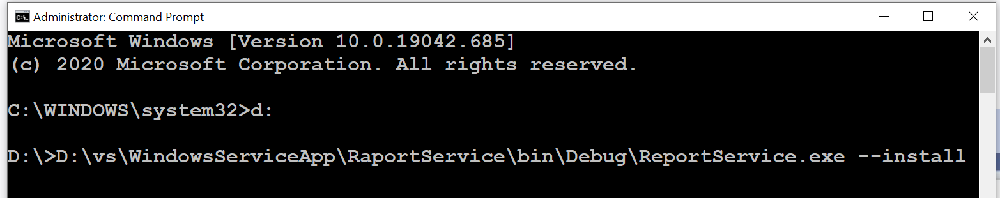 Administrator: Command Prompt
Microsoft Windows [Version 10.0.19042.685]
(c) 2020 Microsoft Corporation. All rights reserved.
C:\WINDOWS\system32>d:
D:\>D:\vs\WindowsServiceApp\RaportService\bin\Debug\ReportService.exe --install